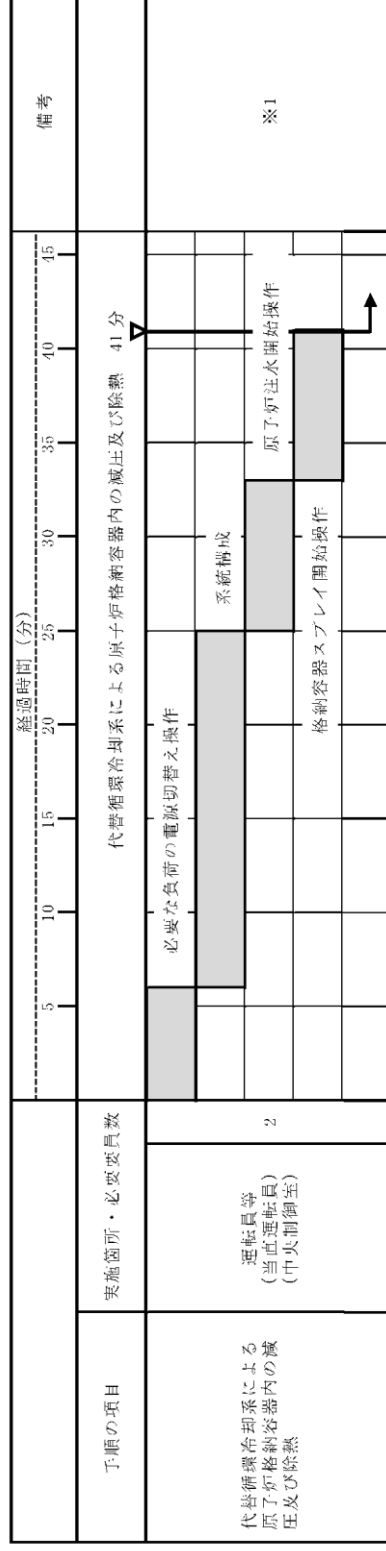 手順の項目
実施箇所・必要要員数
経過時間（分）
5 10 15 20 25 30 35 40 45
備考
代替循環冷却系による原子炉格納容器内の減圧及び除熱 41 分
代替循環冷却系による
原子炉格納容器内の減
圧及び除熱
運転員等
(当直運転員)
(中央制御室)
2
必要な負荷の電源切替え操作
系統構成
原子炉注水開始操作
格納容器スプレイ開始操作
※1